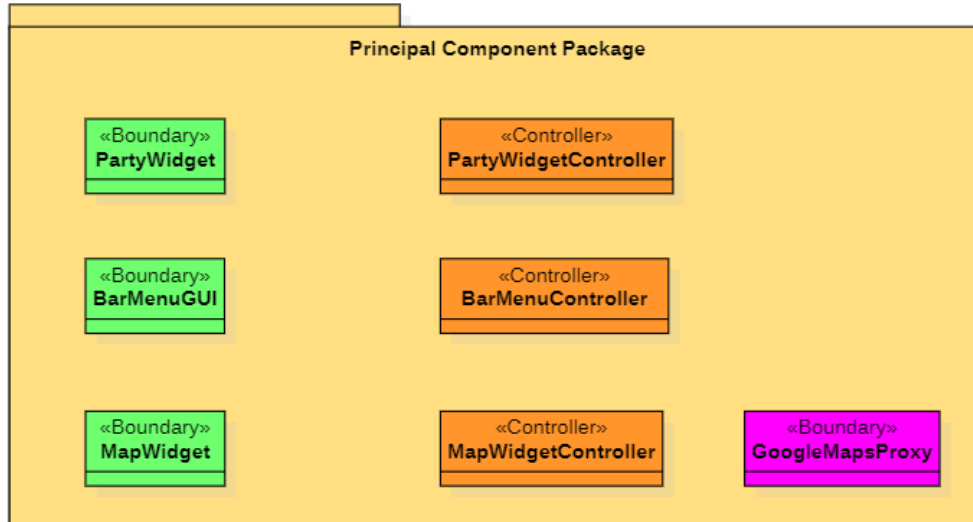 Principal Component Package
«Boundary»
PartyWidget
«Controller»
PartyWidgetController
«Boundary»
BarMenuGUI
«Controller»
BarMenuController
«Boundary»
MapWidget
«Controller»
MapWidgetController
«Boundary»
GoogleMapsProxy